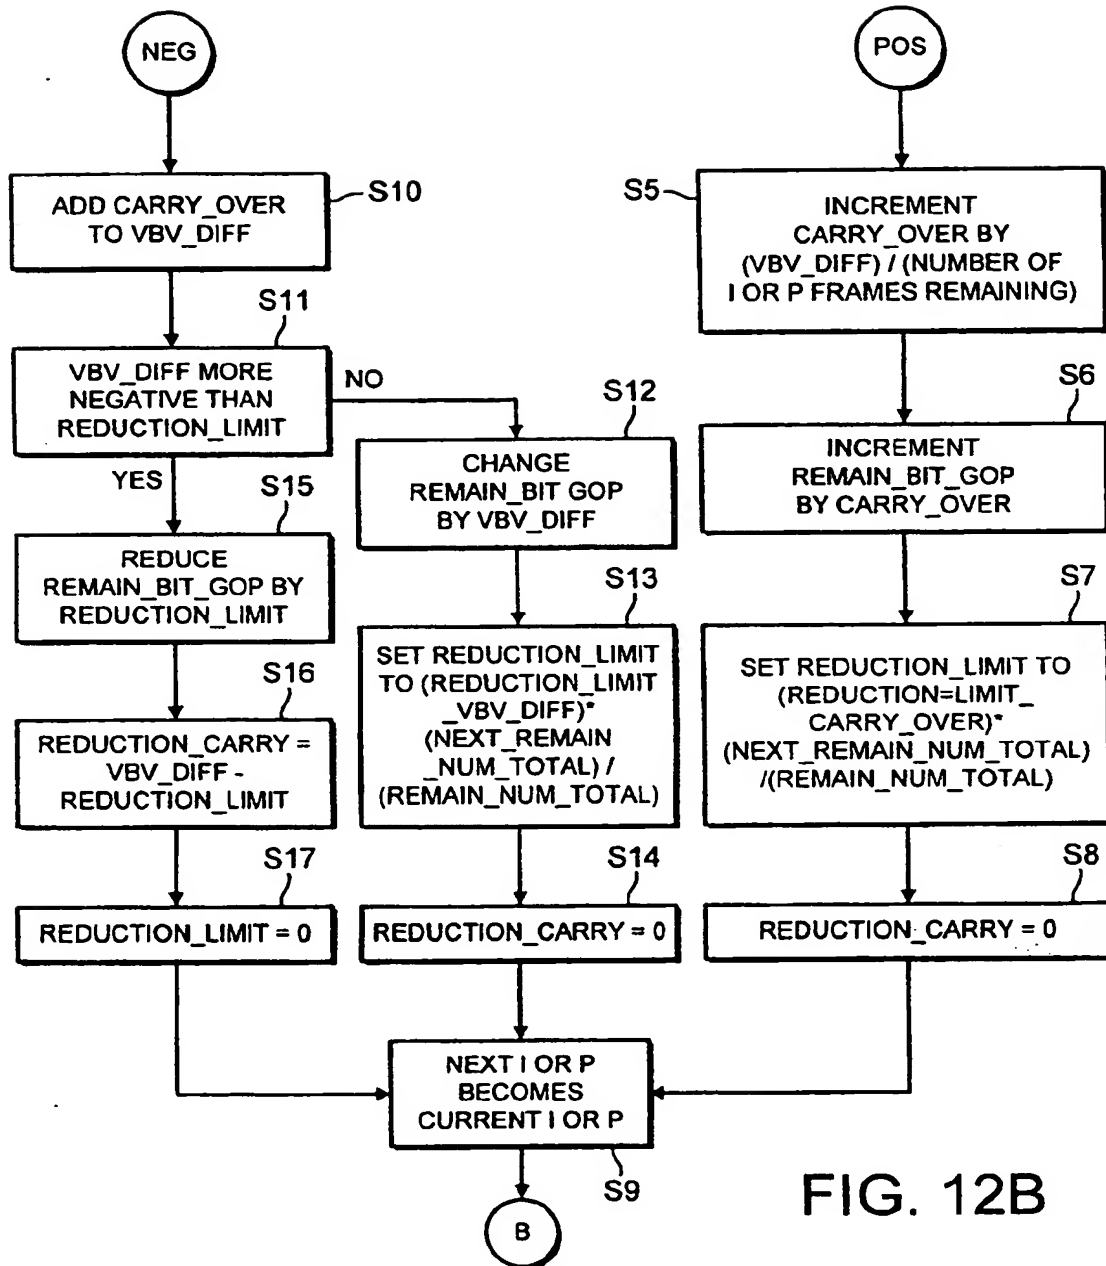 NEG
POS
S10
ADD CARRY_OVER
TO VBV_DIFF
S5
INCREMENT
CARRY_OVER BY
(VBV_DIFF) / (NUMBER OF
I OR P FRAMES REMAINING)
S11
VBV_DIFF MORE
NEGATIVE THAN
REDUCTION_LIMIT
NO
YES
S12
CHANGE
REMAIN_BIT GOP
BY VBV_DIFF
S6
INCREMENT
REMAIN_BIT_GOP
BY CARRY_OVER
S15
REDUCE
REMAIN_BIT_GOP BY
REDUCTION_LIMIT
S13
SET REDUCTION_LIMIT
TO (REDUCTION_LIMIT
_VBV_DIFF)*
(NEXT_REMAIN
_NUM_TOTAL) /
(REMAIN_NUM_TOTAL)
S7
SET REDUCTION_LIMIT TO
(REDUCTION=LIMIT_
CARRY_OVER)*
(NEXT_REMAIN_NUM_TOTAL)
/(REMAIN_NUM_TOTAL)
S16
REDUCTION_CARRY =
VBV_DIFF -
REDUCTION_LIMIT
S17
REDUCTION_LIMIT = 0
S14
REDUCTION_CARRY = 0
S8
REDUCTION_CARRY = 0
NEXT I OR P
BECOMES
CURRENT I OR P
S9
B
FIG. 12B